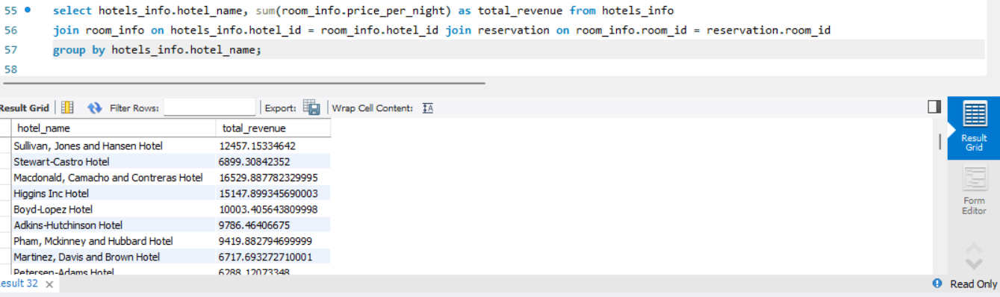 55 select hotels_info.hotel_name, sum(room_info.price_per_night) as total_revenue from hotels_info
56 join room_info on hotels_info.hotel_id = room_info.hotel_id join reservation on room_info.room_id = reservation.room_id
57 group by hotels_info.hotel_name;
58
Result Grid Filter Rows: Export: Wrap Cell Content: IA
hotel_name total_revenue
Sullivan, Jones and Hansen Hotel 12457.15334642
Stewart-Castro Hotel 6899.30842352
Macdonald, Camacho and Contreras Hotel 16529.887782329995
Higgins Inc Hotel 15147.899345690003
Boyd-Lopez Hotel 10003.405643809998
Adkins-Hutchinson Hotel 9786.46406675
Pham, Mckinney and Hubbard Hotel 9419.882794699999
Martinez, Davis and Brown Hotel 6717.693272710001
Petersen-Adams Hotel 6288.12073348
Result
Grid
Form
Editor
esult 32 Read Only